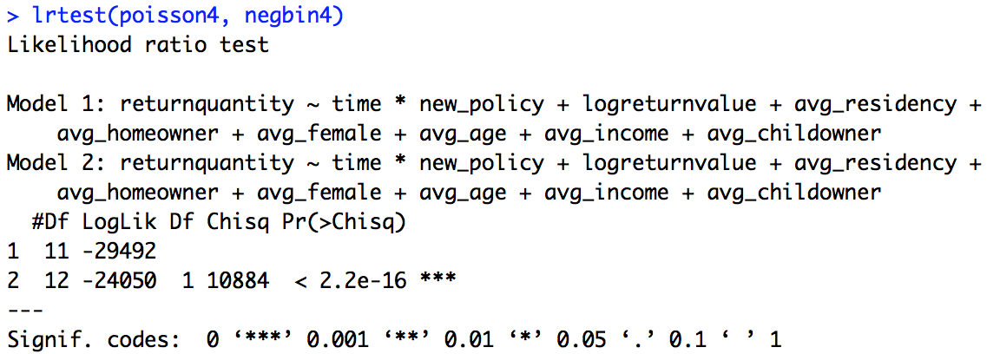 > lrtest(poisson4, negbin4)
Likelihood ratio test

Model 1: returnquantity ~ time * new_policy + logreturnvalue + avg_residency +
    avg_homeowner + avg_female + avg_age + avg_income + avg_childowner
Model 2: returnquantity ~ time * new_policy + logreturnvalue + avg_residency +
    avg_homeowner + avg_female + avg_age + avg_income + avg_childowner
  #Df LogLik Df Chisq Pr(>Chisq)
1  11 -29492
2  12 -24050  1 10884  < 2.2e-16 ***
---
Signif. codes:  0 ‘***’ 0.001 ‘**’ 0.01 ‘*’ 0.05 ‘.’ 0.1 ‘ ’ 1